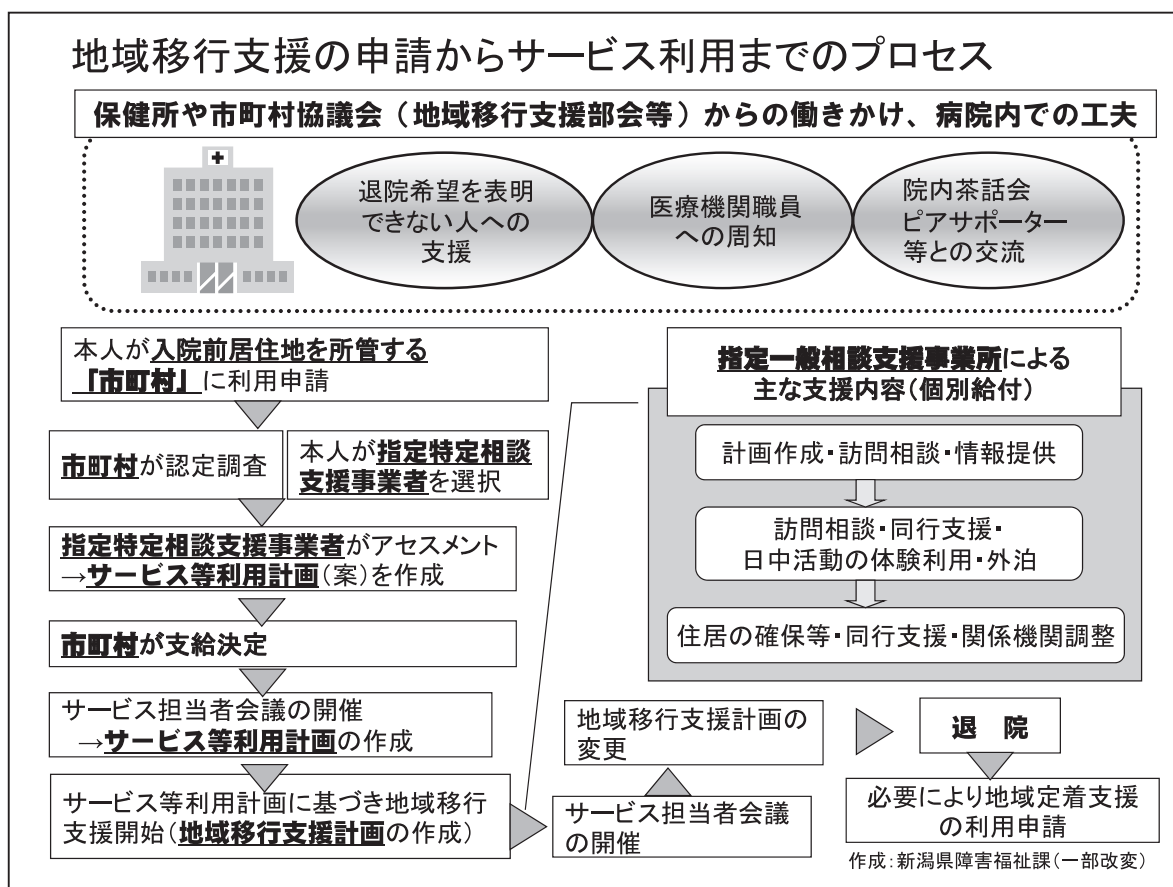 地域移行支援の申請からサービス利用までのプロセス
保健所や市町村協議会（地域移行支援部会等）からの働きかけ、病院内での工夫
退院希望を表明
できない人への
支援
医療機関職員
への周知
院内茶話会
ピアサポーター
等との交流
本人が入院前居住地を所管する
「市町村」に利用申請
市町村が認定調査
本人が指定特定相談
支援事業者を選択
指定特定相談支援事業者がアセスメント
→サービス等利用計画（案）を作成
市町村が支給決定
サービス担当者会議の開催
→サービス等利用計画の作成
サービス等利用計画に基づき地域移行
支援開始（地域移行支援計画の作成）
指定一般相談支援事業所による
主な支援内容（個別給付）
計画作成・訪問相談・情報提供
訪問相談・同行支援・
日中活動の体験利用・外泊
住居の確保等・同行支援・関係機関調整
サービス担当者会議
の開催
地域移行支援計画の
変更
退　院
必要により地域定着支援
の利用申請
作成：新潟県障害福祉課（一部改変）